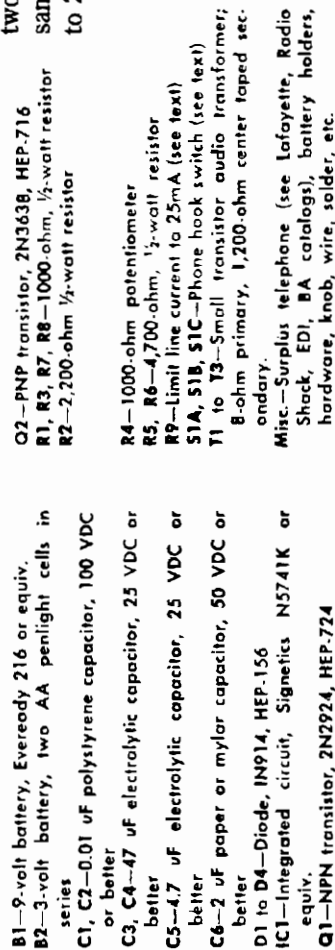 B1—9-volt battery, Eveready 216 or equiv.
B2—3-volt battery, two AA penlight cells in
series
C1, C2—0.01 uF polystyrene capacitor, 100 VDC
or better
C3, C4—47 uF electrolytic capacitor, 25 VDC or
better
C5—4.7 uF electrolytic capacitor, 25 VDC or
better
C6—2 uF paper or mylar capacitor, 50 VDC or
better
D1 to D4—Diode, IN914, HEP-156
IC1—Integrated circuit, Signetics N5741K or
equiv.
Q1—NPN transistor, 2N2924, HEP-724
Q2—PNP transistor, 2N3638, HEP-716
R1, R3, R7, R8—1000-ohm, ½-watt resistor
R2—2,200-ohm ½-watt resistor
R4—1000-ohm potentiometer
R5, R6—4,700-ohm, ½-watt resistor
R9—Limit line current to 25mA (see text)
S1A, S1B, S1C—Phone hook switch (see text)
T1 to T3—Small transistor audio transformer;
8-ohm primary, 1,200-ohm center taped sec-
ondary.
Misc.—Surplus telephone (see Lafayette, Radio
Shack, EDI, BA catalogs), battery holders,
hardware, knob, wire, solder, etc.
two
san
to 2